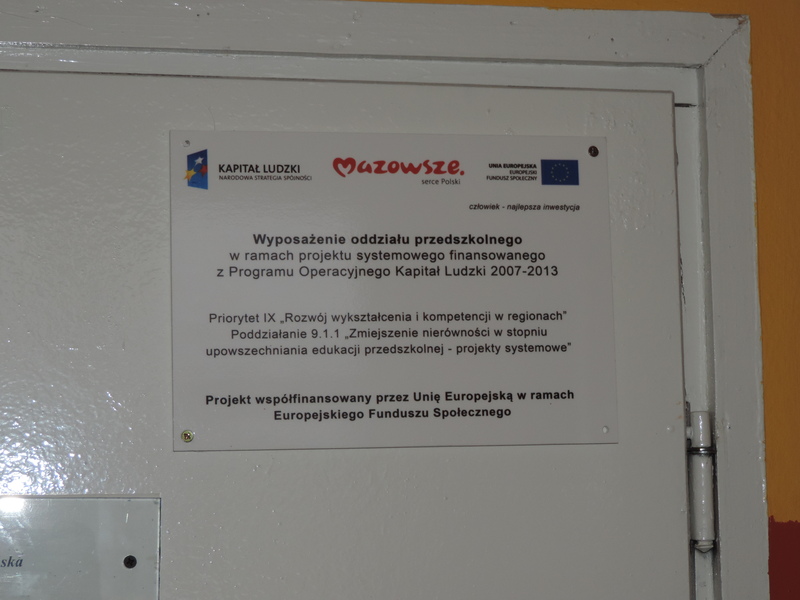 KAPITAŁ LUDZKI
NARODOWA STRATEGIA SPÓJNOŚCI
Mazowsze.
serce Polski
UNIA EUROPEJSKA
EUROPEJSKI
FUNDUSZ SPOŁECZNY
człowiek - najlepsza inwestycja
Wyposażenie oddziału przedszkolnego
w ramach projektu systemowego finansowanego
z Programu Operacyjnego Kapitał Ludzki 2007-2013
Priorytet IX „Rozwój wykształcenia i kompetencji w regionach”
Poddziałanie 9.1.1 „Zmiejszenie nierówności w stopniu
upowszechniania edukacji przedszkolnej - projekty systemowe”
Projekt współfinansowany przez Unię Europejską w ramach
Europejskiego Funduszu Społecznego
ska